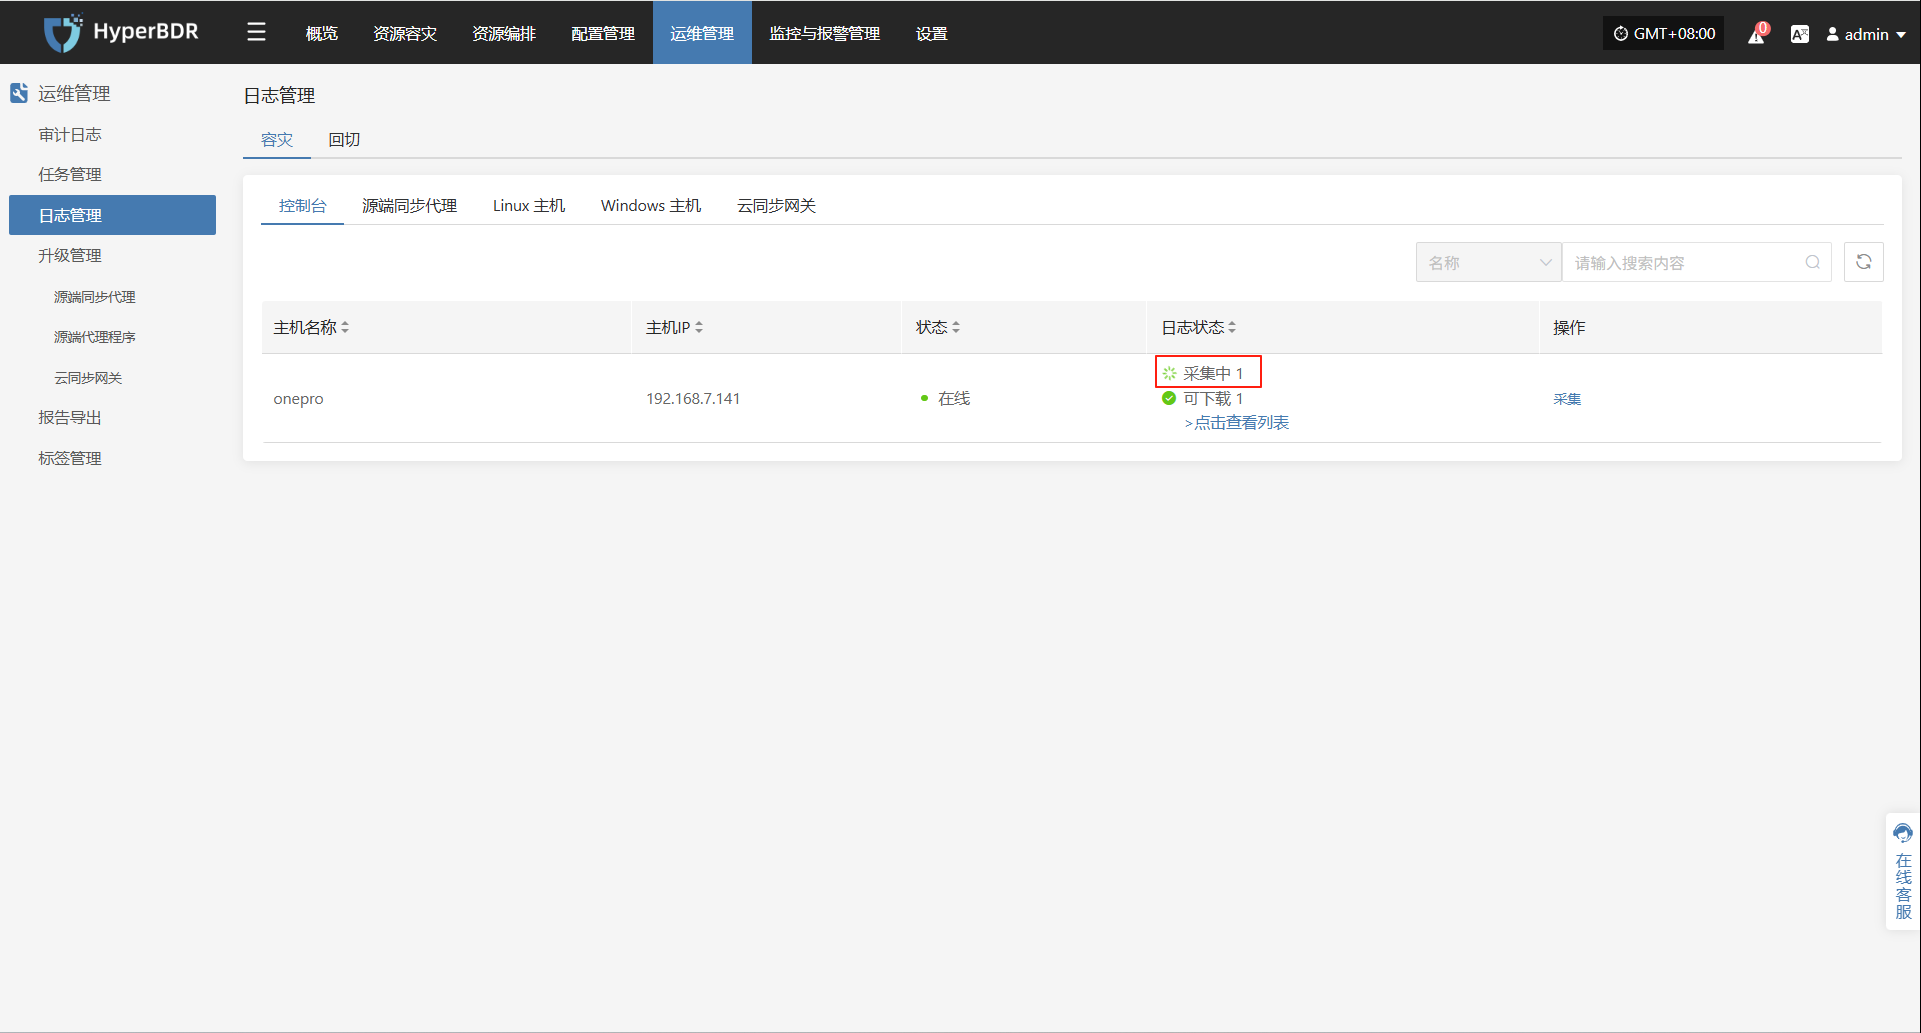 HyperBDR
概览
资源容灾
资源编排
配置管理
运维管理
监控与报警管理
设置
GMT+08:00
0
admin
运维管理
审计日志
任务管理
日志管理
升级管理
源端同步代理
源端代理程序
云同步网关
报告导出
标签管理
日志管理
容灾
回切
控制台
源端同步代理
Linux 主机
Windows 主机
云同步网关
名称
请输入搜索内容
主机名称
主机IP
状态
日志状态
操作
onepro
192.168.7.141
在线
采集中 1
可下载 1
>点击查看列表
采集
在线客服